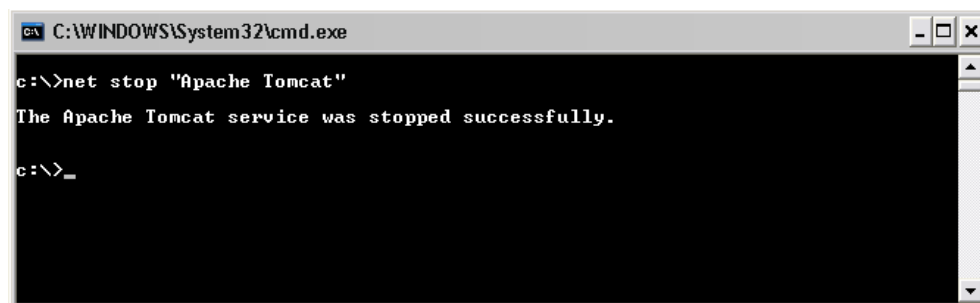 C:\WINDOWS\System32\cmd.exe
c:\>net stop "Apache Tomcat"
The Apache Tomcat service was stopped successfully.
c:\>_